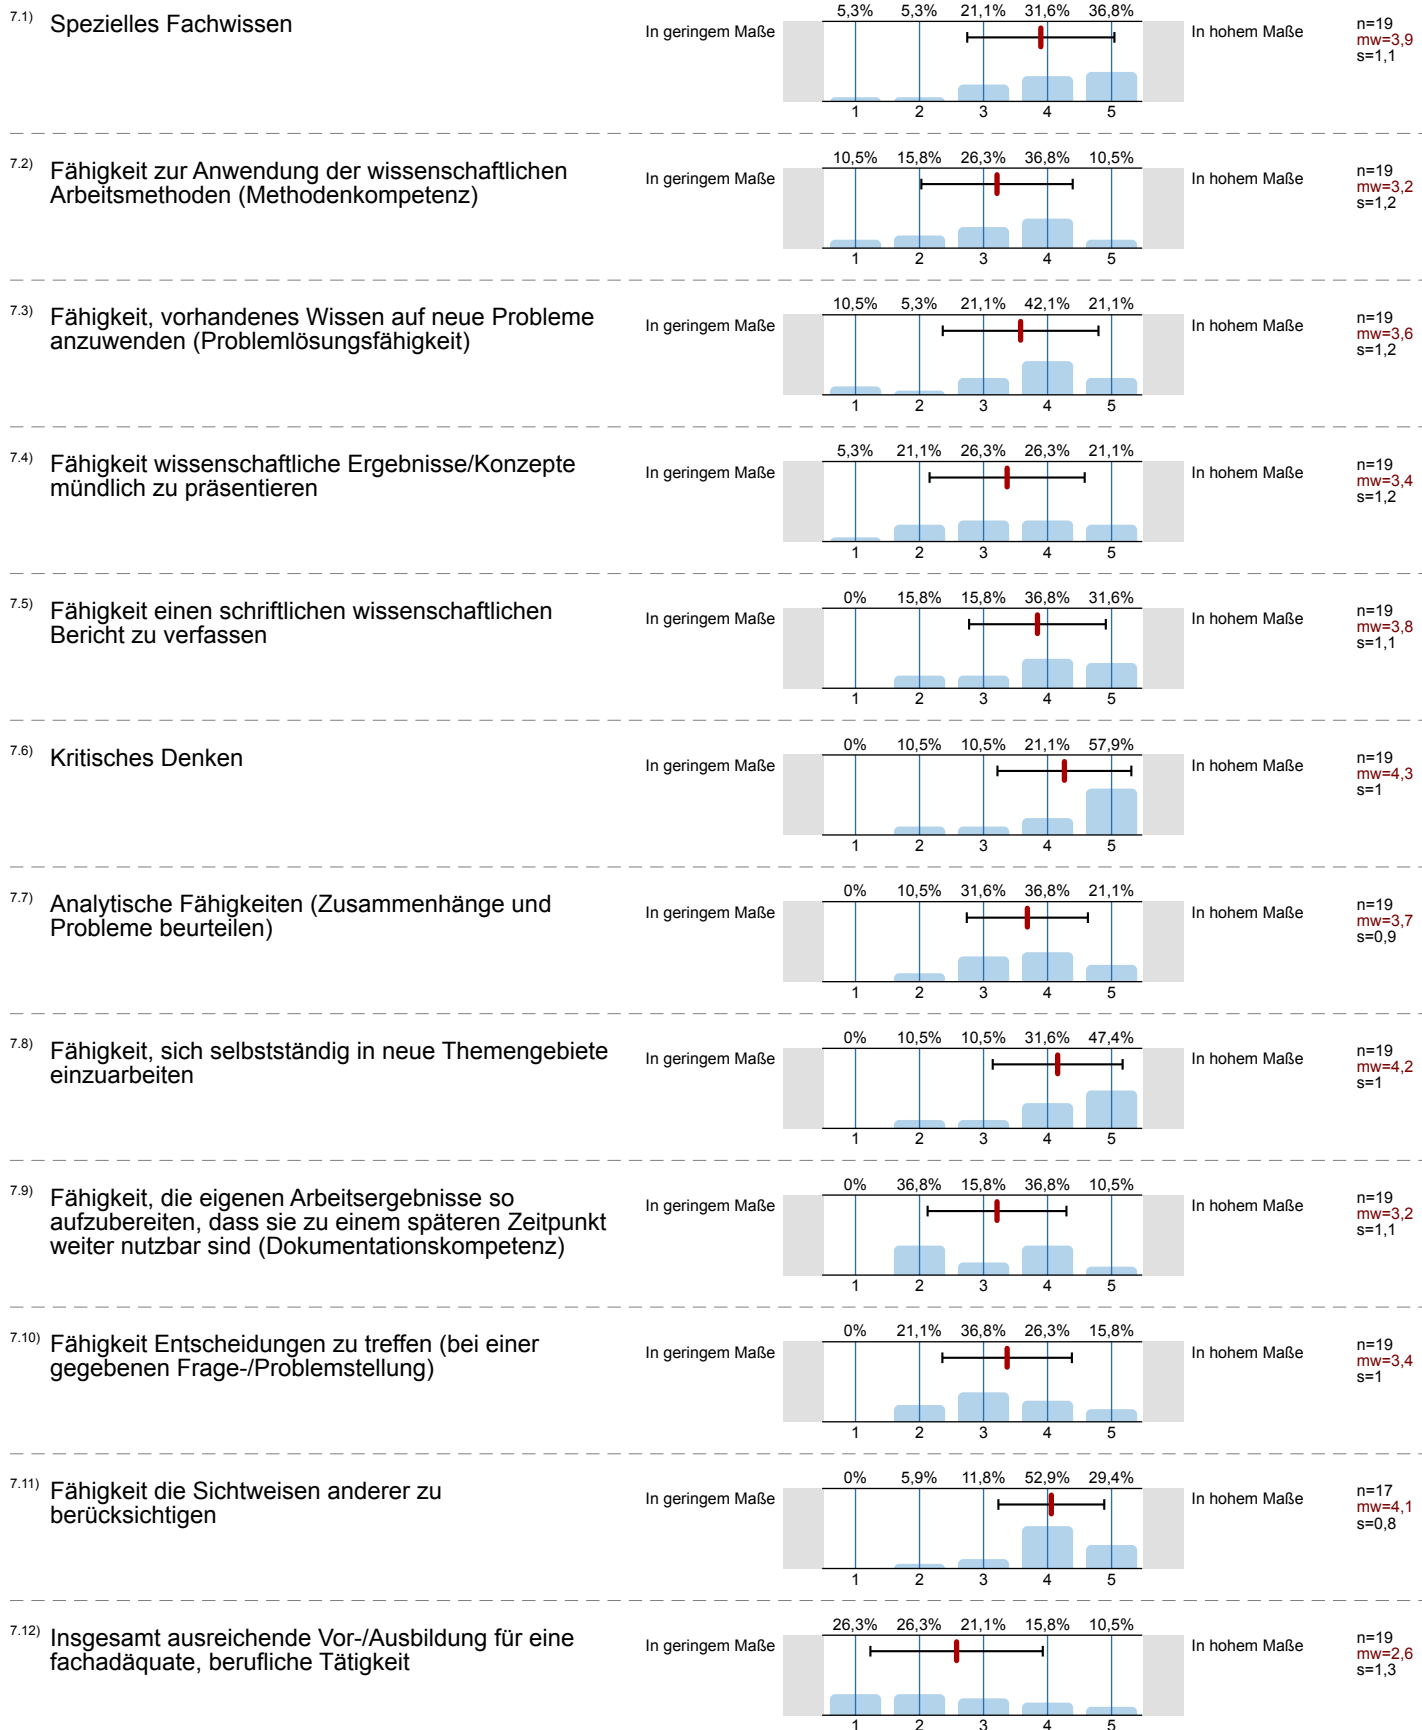 7.1) Spezielles Fachwissen
In geringem Maße
5,3% 5,3% 21,1% 31,6% 36,8%
1 2 3 4 5
In hohem Maße
n=19
mw=3,9
s=1,1
7.2) Fähigkeit zur Anwendung der wissenschaftlichen
Arbeitsmethoden (Methodenkompetenz)
In geringem Maße
10,5% 15,8% 26,3% 36,8% 10,5%
1 2 3 4 5
In hohem Maße
n=19
mw=3,2
s=1,2
7.3) Fähigkeit, vorhandenes Wissen auf neue Probleme
anzuwenden (Problemlösungsfähigkeit)
In geringem Maße
10,5% 5,3% 21,1% 42,1% 21,1%
1 2 3 4 5
In hohem Maße
n=19
mw=3,6
s=1,2
7.4) Fähigkeit wissenschaftliche Ergebnisse/Konzepte
mündlich zu präsentieren
In geringem Maße
5,3% 21,1% 26,3% 26,3% 21,1%
1 2 3 4 5
In hohem Maße
n=19
mw=3,4
s=1,2
7.5) Fähigkeit einen schriftlichen wissenschaftlichen
Bericht zu verfassen
In geringem Maße
0% 15,8% 15,8% 36,8% 31,6%
1 2 3 4 5
In hohem Maße
n=19
mw=3,8
s=1,1
7.6) Kritisches Denken
In geringem Maße
0% 10,5% 10,5% 21,1% 57,9%
1 2 3 4 5
In hohem Maße
n=19
mw=4,3
s=1
7.7) Analytische Fähigkeiten (Zusammenhänge und
Probleme beurteilen)
In geringem Maße
0% 10,5% 31,6% 36,8% 21,1%
1 2 3 4 5
In hohem Maße
n=19
mw=3,7
s=0,9
7.8) Fähigkeit, sich selbstständig in neue Themengebiete
einzuarbeiten
In geringem Maße
0% 10,5% 10,5% 31,6% 47,4%
1 2 3 4 5
In hohem Maße
n=19
mw=4,2
s=1
7.9) Fähigkeit, die eigenen Arbeitsergebnisse so
aufzubereiten, dass sie zu einem späteren Zeitpunkt
weiter nutzbar sind (Dokumentationskompetenz)
In geringem Maße
0% 36,8% 15,8% 36,8% 10,5%
1 2 3 4 5
In hohem Maße
n=19
mw=3,2
s=1,1
7.10) Fähigkeit Entscheidungen zu treffen (bei einer
gegebenen Frage-/Problemstellung)
In geringem Maße
0% 21,1% 36,8% 26,3% 15,8%
1 2 3 4 5
In hohem Maße
n=19
mw=3,4
s=1
7.11) Fähigkeit die Sichtweisen anderer zu
berücksichtigen
In geringem Maße
0% 5,9% 11,8% 52,9% 29,4%
1 2 3 4 5
In hohem Maße
n=17
mw=4,1
s=0,8
7.12) Insgesamt ausreichende Vor-/Ausbildung für eine
fachadäquate, berufliche Tätigkeit
In geringem Maße
26,3% 26,3% 21,1% 15,8% 10,5%
1 2 3 4 5
In hohem Maße
n=19
mw=2,6
s=1,3